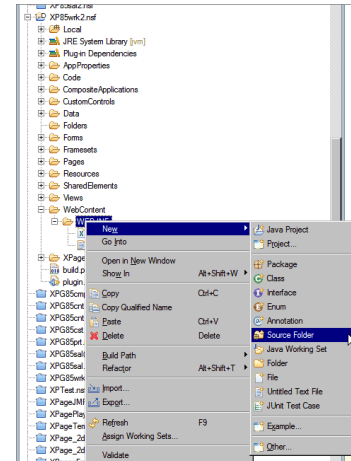 XP85wrk2.nsf
Local
JRE System Library [jvm]
Plug-in Dependencies
AppProperties
Code
CompositeApplications
CustomControls
Data
Folders
Forms
Framesets
Pages
Resources
SharedElements
Views
WebContent
WEB-INF
XPage
build.p
plugin.
XPG85cmp
XPG85cnt
XPG85cnt
XPG85cst
XPG85prt.
XPG85sal(
XPG85sal.
XPG85wrk
XPTest.ns
XPageJMF
XPagePlay
XPageTem
XPage_2d
XPage_2d
New
Go Into
Open in New Window
Show In Alt+Shift+W
Copy Ctrl+C
Copy Qualified Name
Paste Ctrl+V
Delete Delete
Build Path
Refactor Alt+Shift+T
Import...
Export...
Refresh F9
Assign Working Sets...
Validate
Java Project
Project...
Package
Class
Interface
Enum
Annotation
Source Folder
Java Working Set
Folder
File
Untitled Text File
JUnit Test Case
Example...
Other...